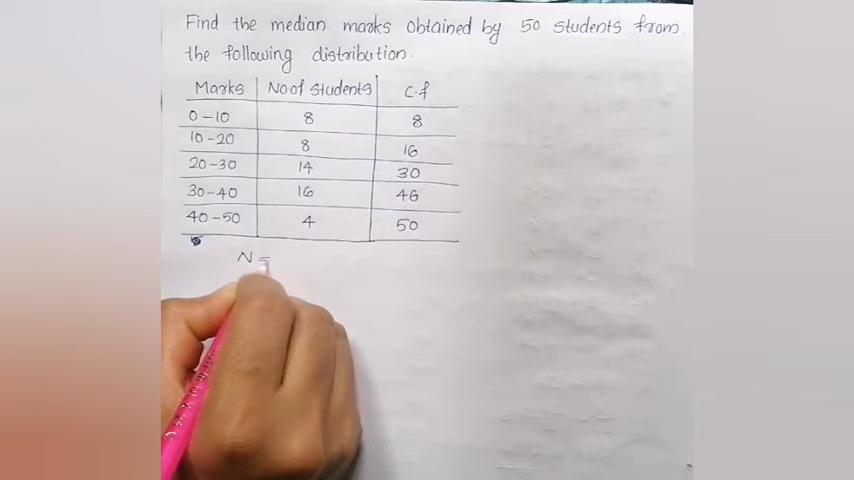 Find the median marks obtained by 50 students from
the following distribution.
Marks No of students C.f
0-10 8 8
10-20 8 16
20-30 14 30
30-40 16 46
40-50 4 50
N =